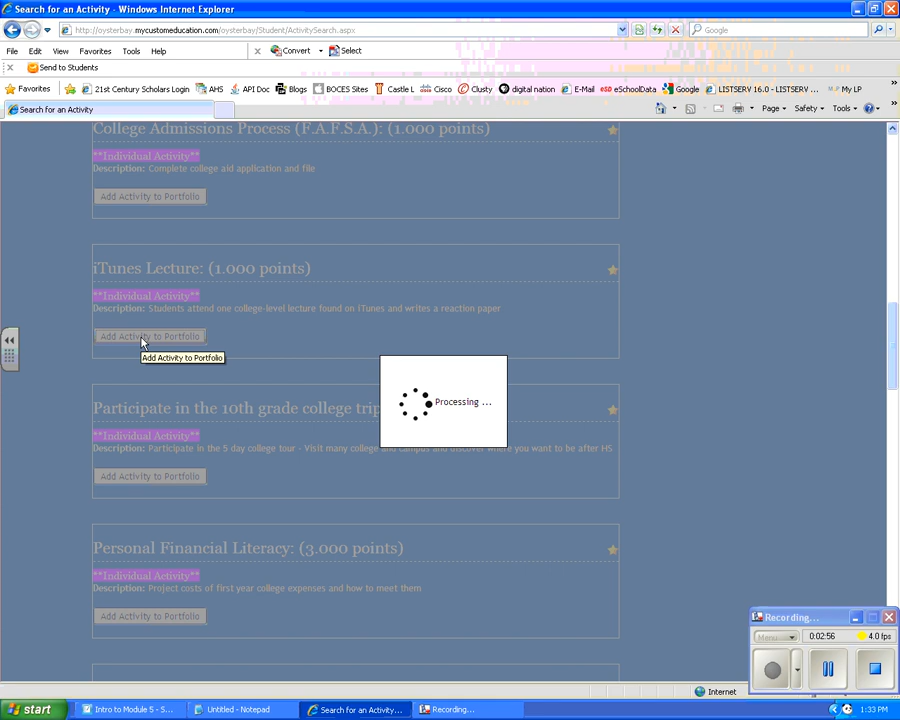 Search for an Activity - Windows Internet Explorer
http://oysterbay.mycustomeducation.com/oysterbay/Student/ActivitySearch.aspx
Google
File Edit View Favorites Tools Help
Convert Select
Send to Students
Favorites 21st Century Scholars Login AHS API Doc Blogs BOCES Sites Castle L Cisco Clusty digital nation E-Mail eSchoolData Google LISTSERV 16.0 - LISTSERV ... My LP
Search for an Activity
Page Safety Tools
College Admissions Process (F.A.F.S.A.): (1.000 points)
**Individual Activity**
Description: Complete college aid application and file
Add Activity to Portfolio
iTunes Lecture: (1.000 points)
**Individual Activity**
Description: Students attend one college-level lecture found on iTunes and writes a reaction paper
Add Activity to Portfolio
Add Activity to Portfolio
Processing ...
Participate in the 10th grade college trip
**Individual Activity**
Description: Participate in the 5 day college tour - Visit many college and campus and discover where you want to be after HS
Add Activity to Portfolio
Personal Financial Literacy: (3.000 points)
**Individual Activity**
Description: Project costs of first year college expenses and how to meet them
Add Activity to Portfolio
Recording...
Menu 0:02:56 4.0 fps
Internet
start Intro to Module 5 - S... Untitled - Notepad Search for an Activity... Recording... 1:33 PM